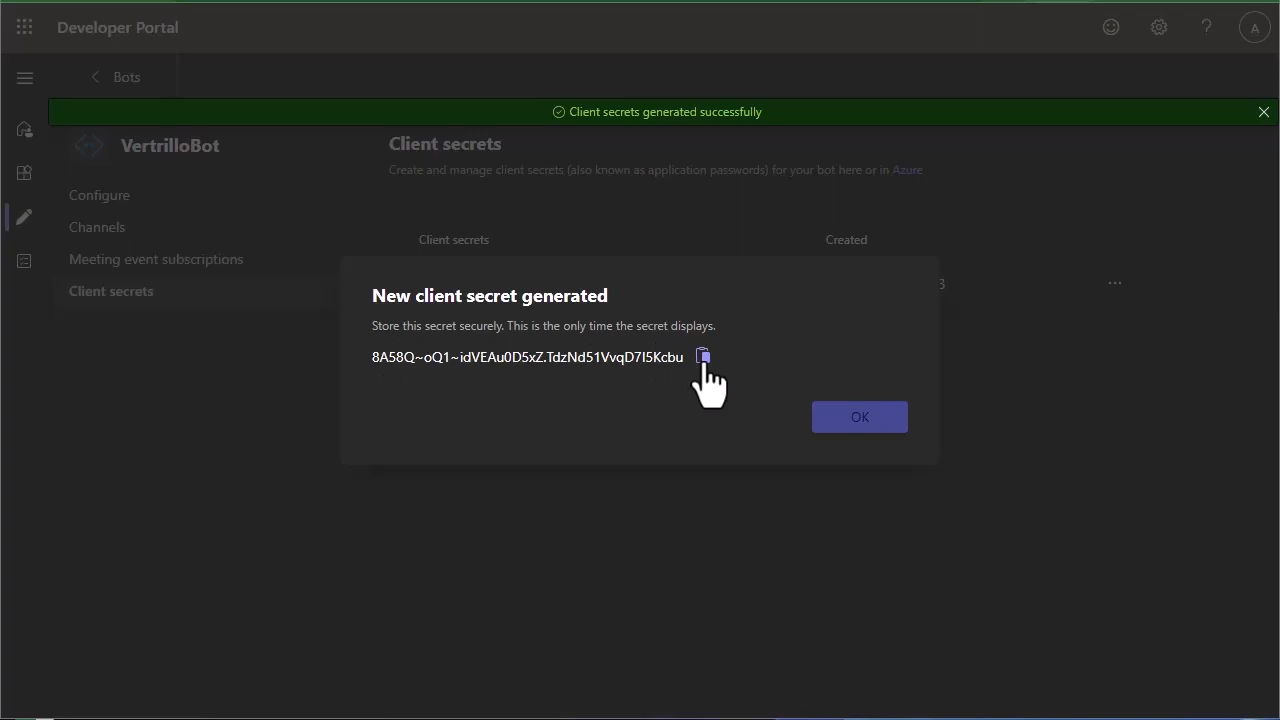 Developer Portal
A
Bots
Client secrets generated successfully
VertrilloBot
Client secrets
Create and manage client secrets (also known as application passwords) for your bot here or in Azure
Configure
Channels
Client secrets
Created
Meeting event subscriptions
Client secrets
3
New client secret generated
Store this secret securely. This is the only time the secret displays.
8A58Q~oQ1~idVEAu0D5xZ.TdzNd51VvqD7I5Kcbu
OK